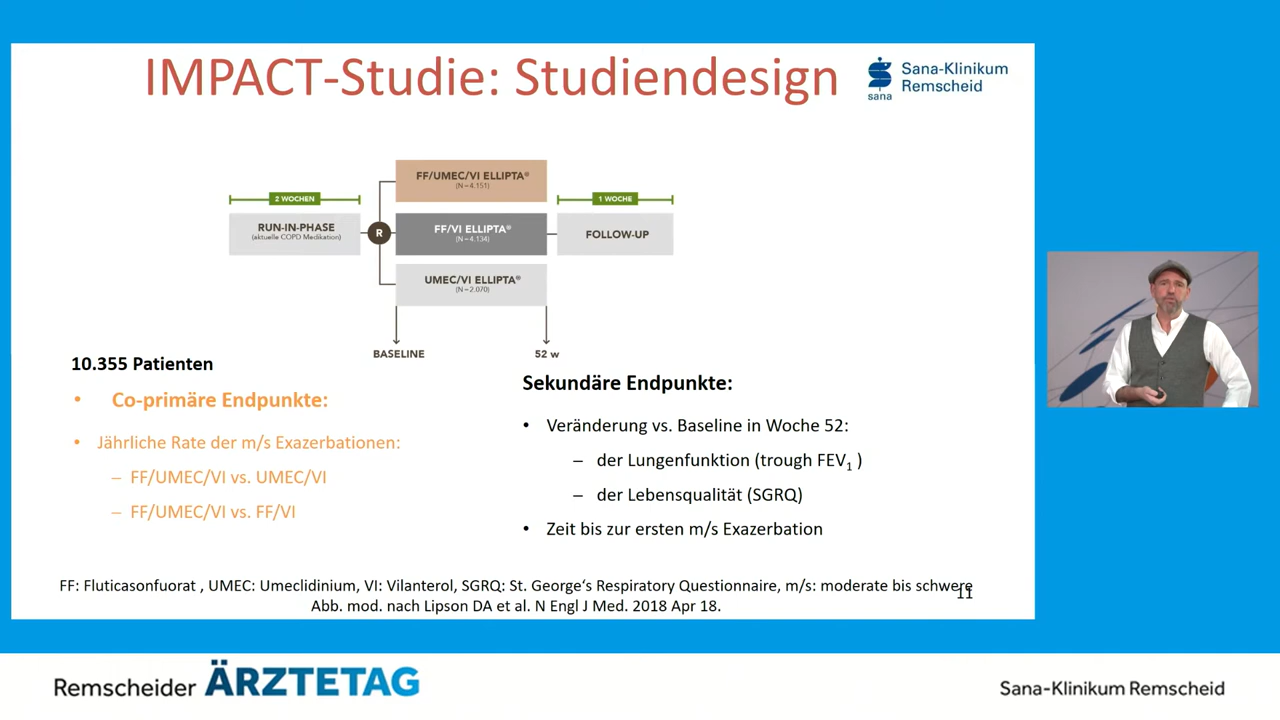 IMPACT-Studie: Studiendesign
sana
Sana-Klinikum
Remscheid
2 WOCHEN
RUN-IN-PHASE
(aktuelle COPD Medikation)
R
FF/UMEC/VI ELLIPTA®
(N=4.151)
FF/VI ELLIPTA®
(N=4.134)
UMEC/VI ELLIPTA®
(N=2.070)
1 WOCHE
FOLLOW-UP
BASELINE
52 w
10.355 Patienten
• Co-primäre Endpunkte:
• Jährliche Rate der m/s Exazerbationen:
– FF/UMEC/VI vs. UMEC/VI
– FF/UMEC/VI vs. FF/VI
Sekundäre Endpunkte:
• Veränderung vs. Baseline in Woche 52:
– der Lungenfunktion (trough FEV1 )
– der Lebensqualität (SGRQ)
• Zeit bis zur ersten m/s Exazerbation
FF: Fluticasonfuorat , UMEC: Umeclidinium, VI: Vilanterol, SGRQ: St. George‘s Respiratory Questionnaire, m/s: moderate bis schwere
Abb. mod. nach Lipson DA et al. N Engl J Med. 2018 Apr 18.
11
Remscheider ÄRZTETAG
Sana-Klinikum Remscheid